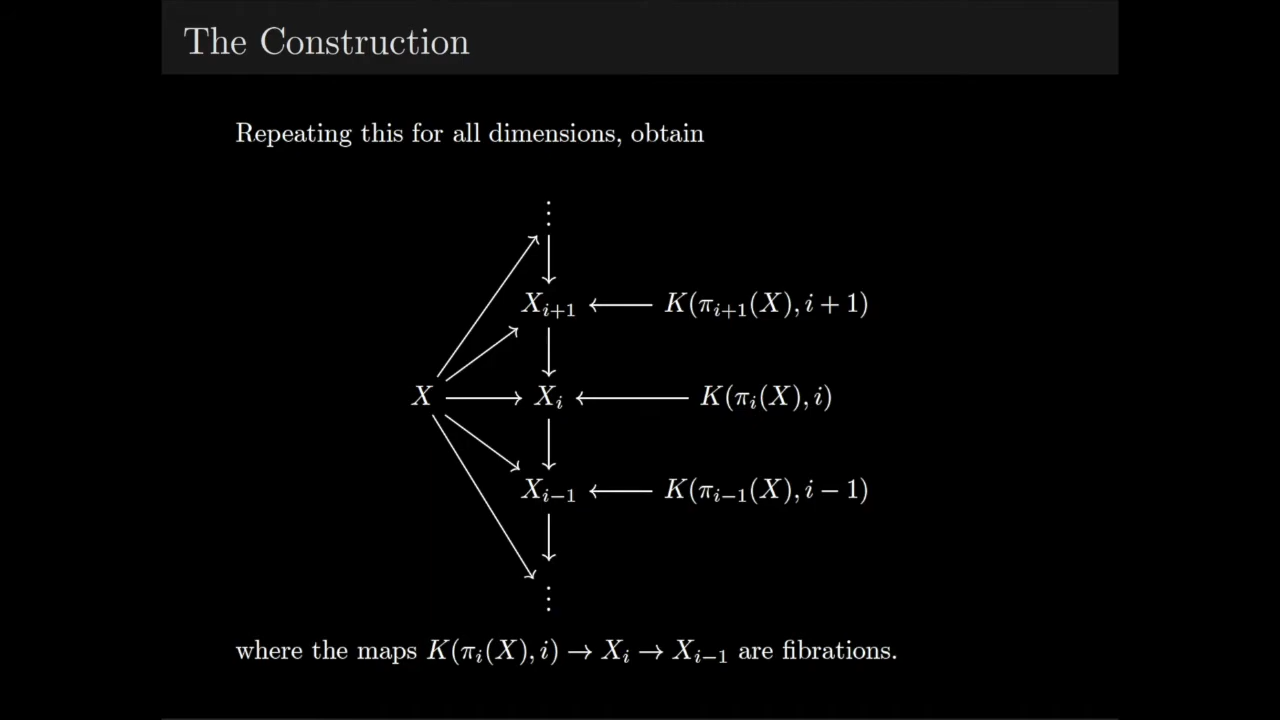 The Construction
Repeating this for all dimensions, obtain
⋮
X_{i+1} K(π_{i+1}(X), i + 1)
X X_i K(π_i(X), i)
X_{i−1} K(π_{i−1}(X), i − 1)
⋮
where the maps K(π_i(X), i) → X_i → X_{i−1} are fibrations.